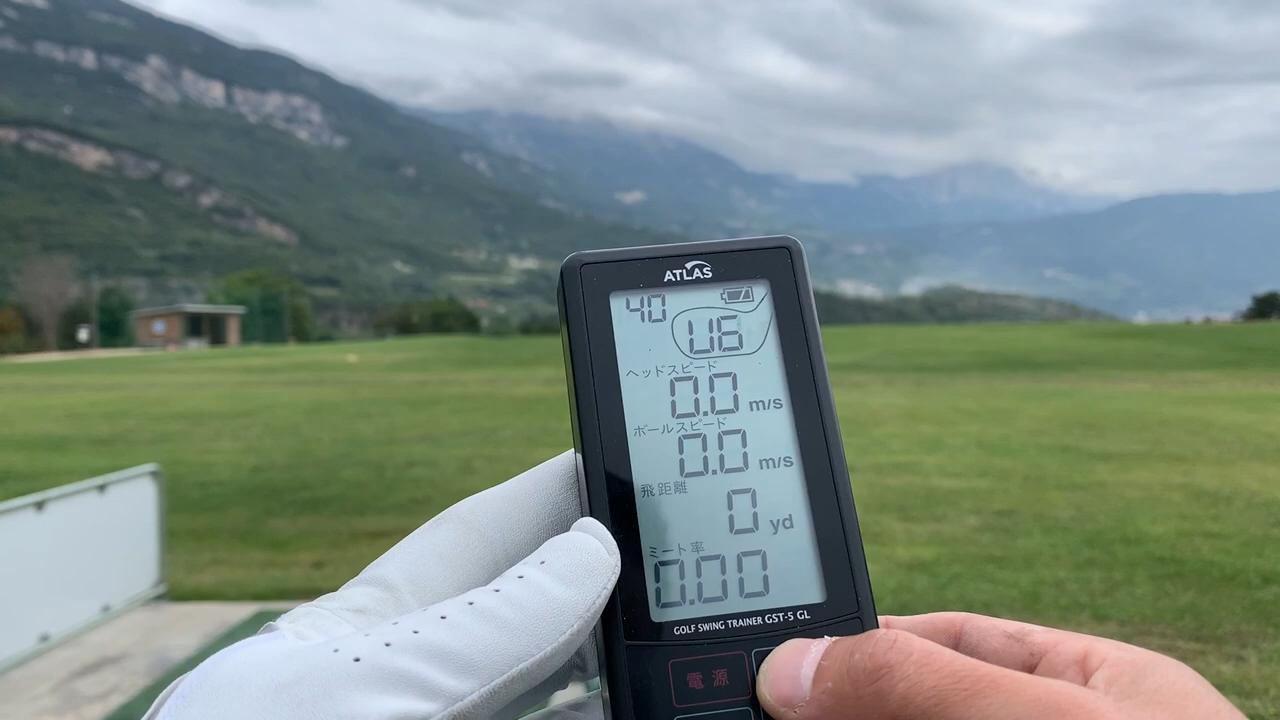 ATLAS
40
U6
ヘッドスピード
0.0 m/s
ボールスピード
0.0 m/s
飛距離
0 yd
ミート率
0.00
GOLF SWING TRAINER GST-5 GL
電源